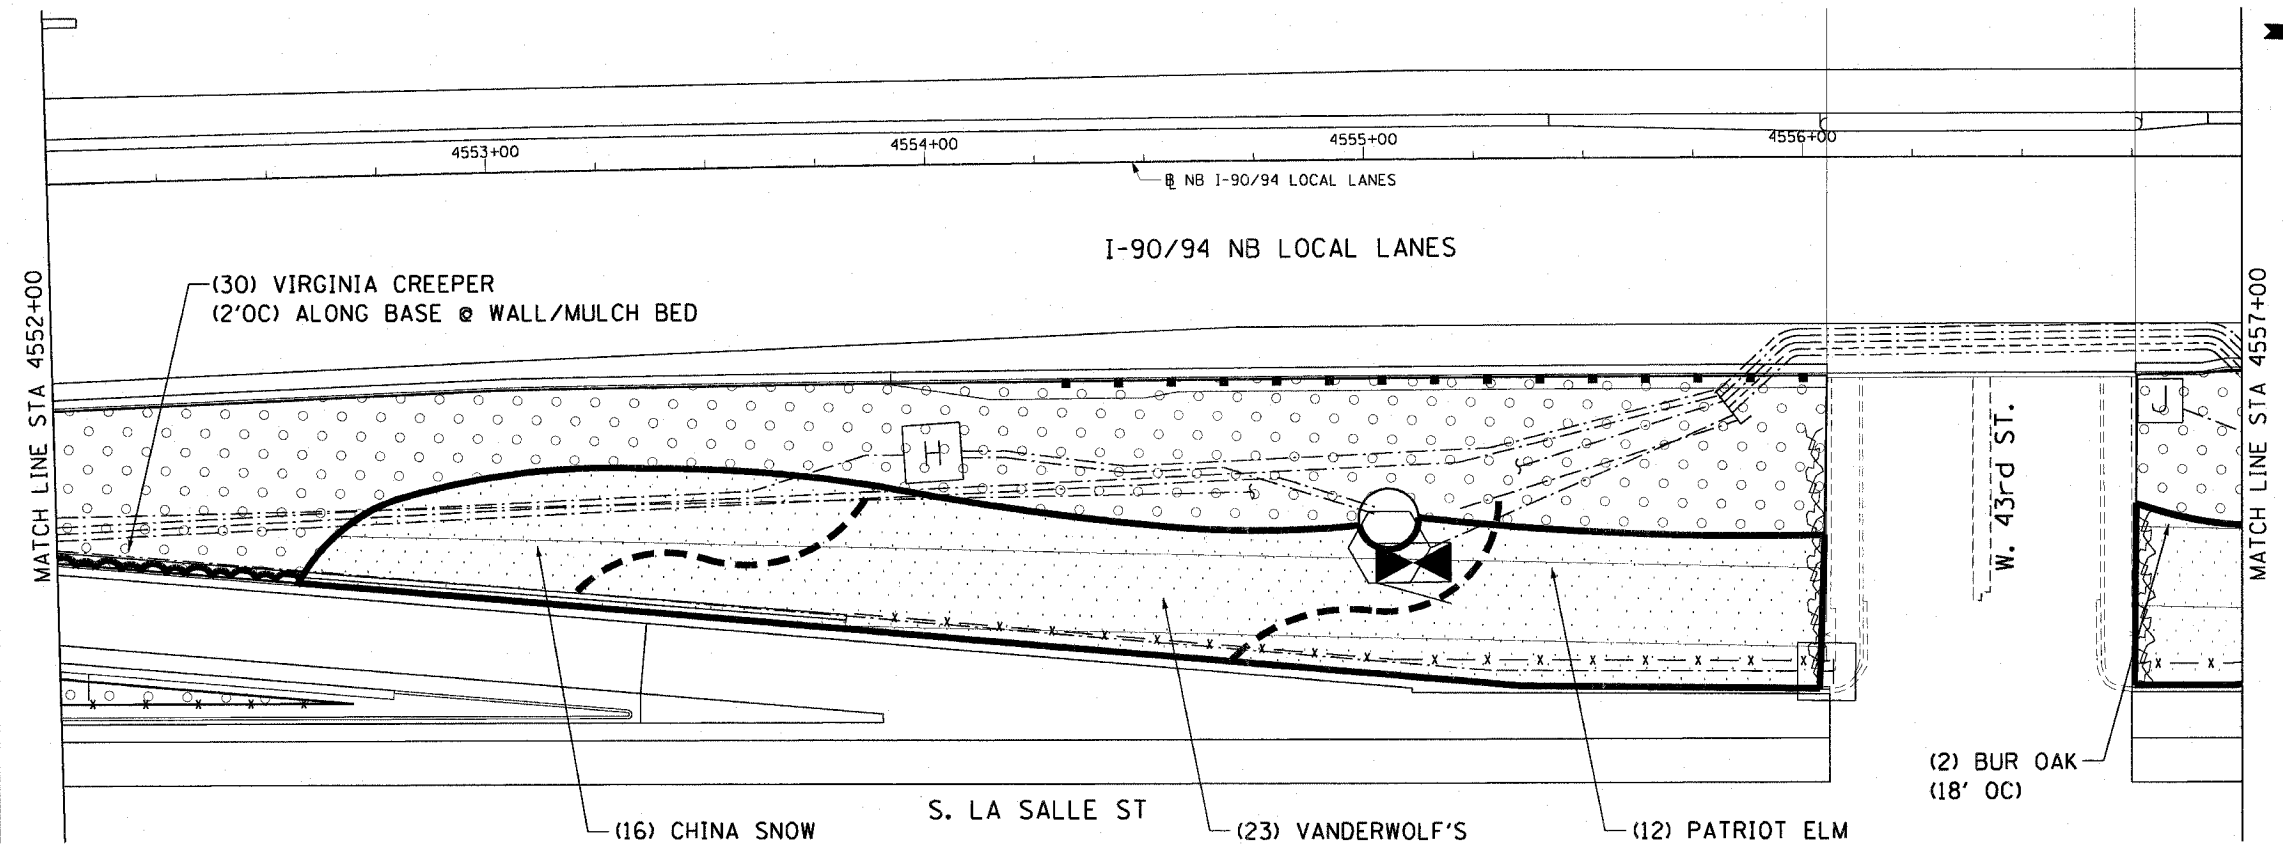 4553+00
4554+00
4555+00
4556+00
NB I-90/94 LOCAL LANES
I-90/94 NB LOCAL LANES
MATCH LINE STA 4552+00
(30) VIRGINIA CREEPER
(2'OC) ALONG BASE @ WALL/MULCH BED
H
J
W. 43rd ST.
MATCH LINE STA 4557+00
X X X X X X X X X X X X X X X X X X
X X
X X X X X
(2) BUR OAK
(18' OC)
S. LA SALLE ST
(16) CHINA SNOW
(23) VANDERWOLF'S
(12) PATRIOT ELM